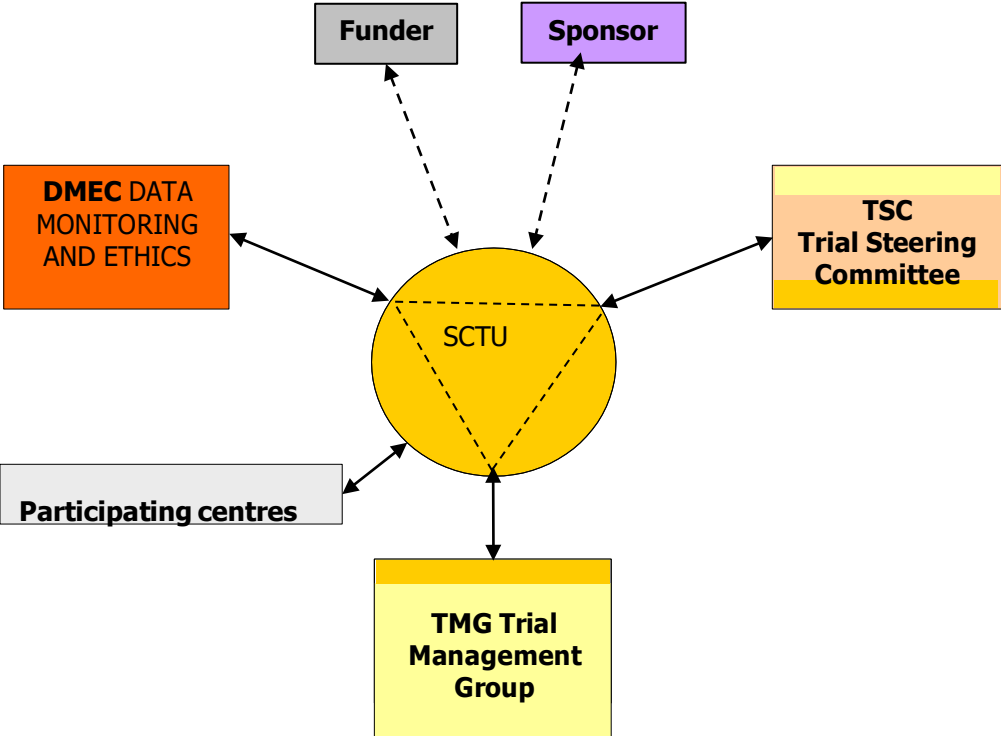 Funder
Sponsor
DMEC DATA
MONITORING
AND ETHICS
TSC
Trial Steering
Committee
SCTU
Participating centres
TMG Trial
Management
Group